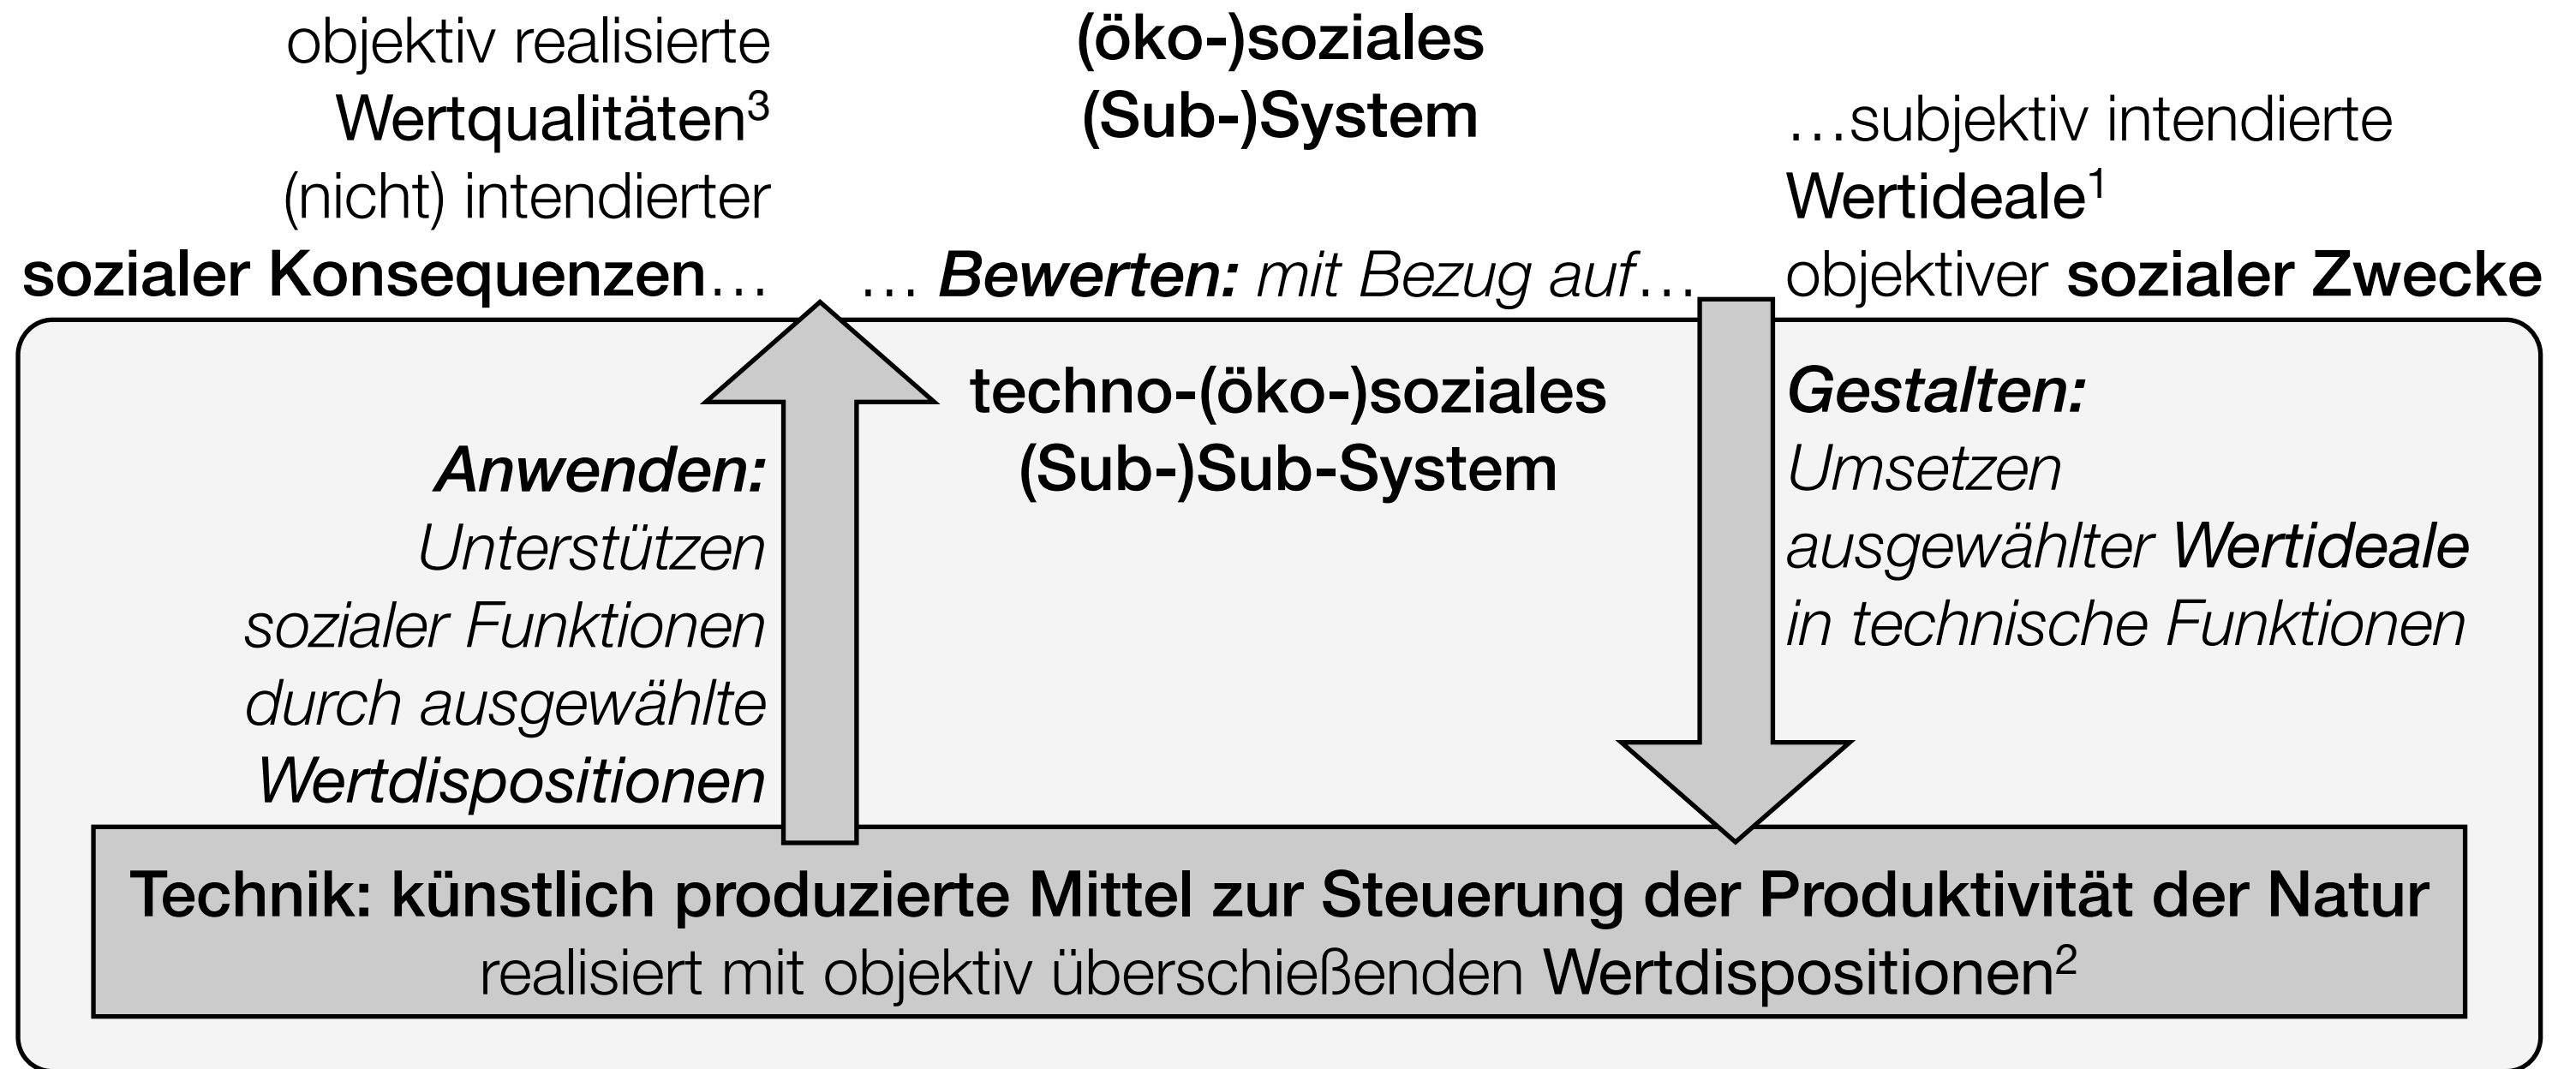 objektiv realisierte
Wertqualitäten³
(nicht) intendierter
sozialer Konsequenzen…
(öko-)soziales
(Sub-)System
… Bewerten: mit Bezug auf…
…subjektiv intendierte
Wertideale¹
objektiver sozialer Zwecke
Anwenden:
Unterstützen
sozialer Funktionen
durch ausgewählte
Wertdispositionen
techno-(öko-)soziales
(Sub-)Sub-System
Gestalten:
Umsetzen
ausgewählter Wertideale
in technische Funktionen
Technik: künstlich produzierte Mittel zur Steuerung der Produktivität der Natur
realisiert mit objektiv überschießenden Wertdispositionen²